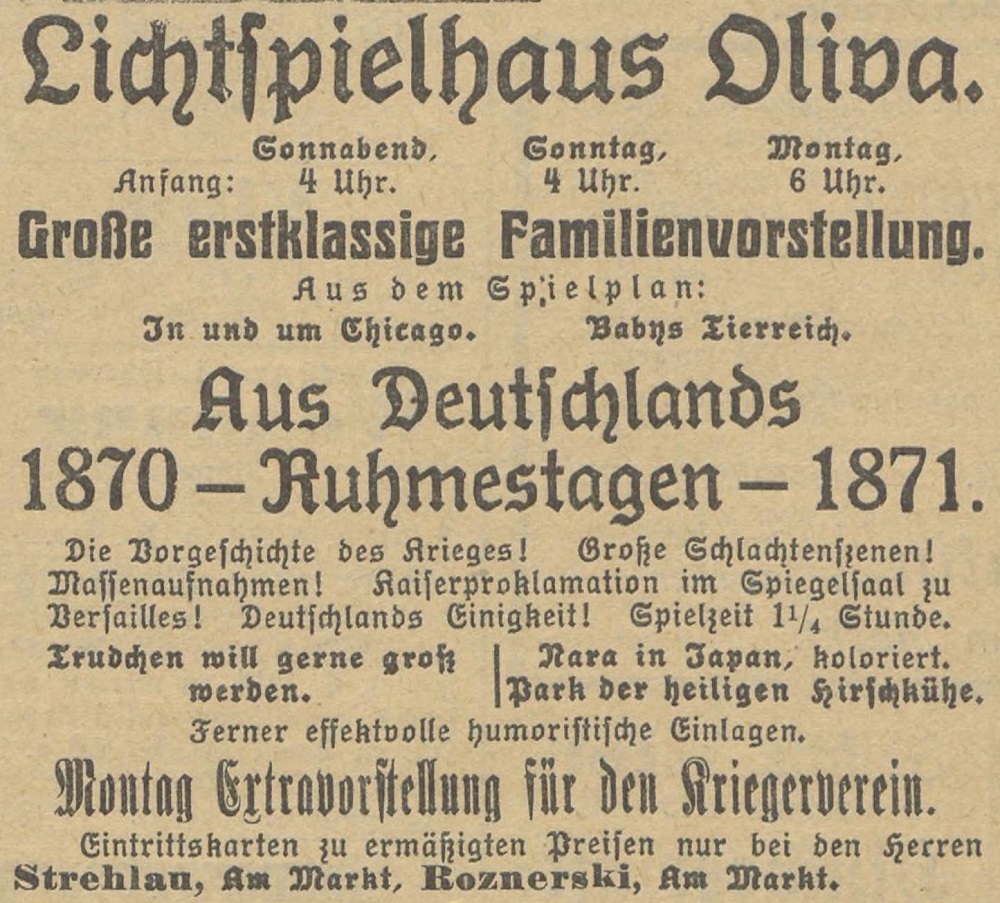 Lichtspielhaus Oliva.
Sonnabend, Sonntag, Montag,
Anfang: 4 Uhr. 4 Uhr. 6 Uhr.
Große erstklassige Familienvorstellung.
Aus dem Spielplan:
In und um Chicago. Babys Tierreich.
Aus Deutschlands
1870 – Ruhmestagen – 1871.
Die Vorgeschichte des Krieges! Große Schlachtenszenen!
Massenaufnahmen! Kaiserproklamation im Spiegelsaal zu
Versailles! Deutschlands Einigkeit! Spielzeit 1¼ Stunde.
Trudchen will gerne groß
werden.
Nara in Japan, koloriert.
Park der heiligen Hirschkühe.
Ferner effektvolle humoristische Einlagen.
Montag Extravorstellung für den Kriegerverein.
Eintrittskarten zu ermäßigten Preisen nur bei den Herren
Strehlau, Am Markt, Roznerski, Am Markt.